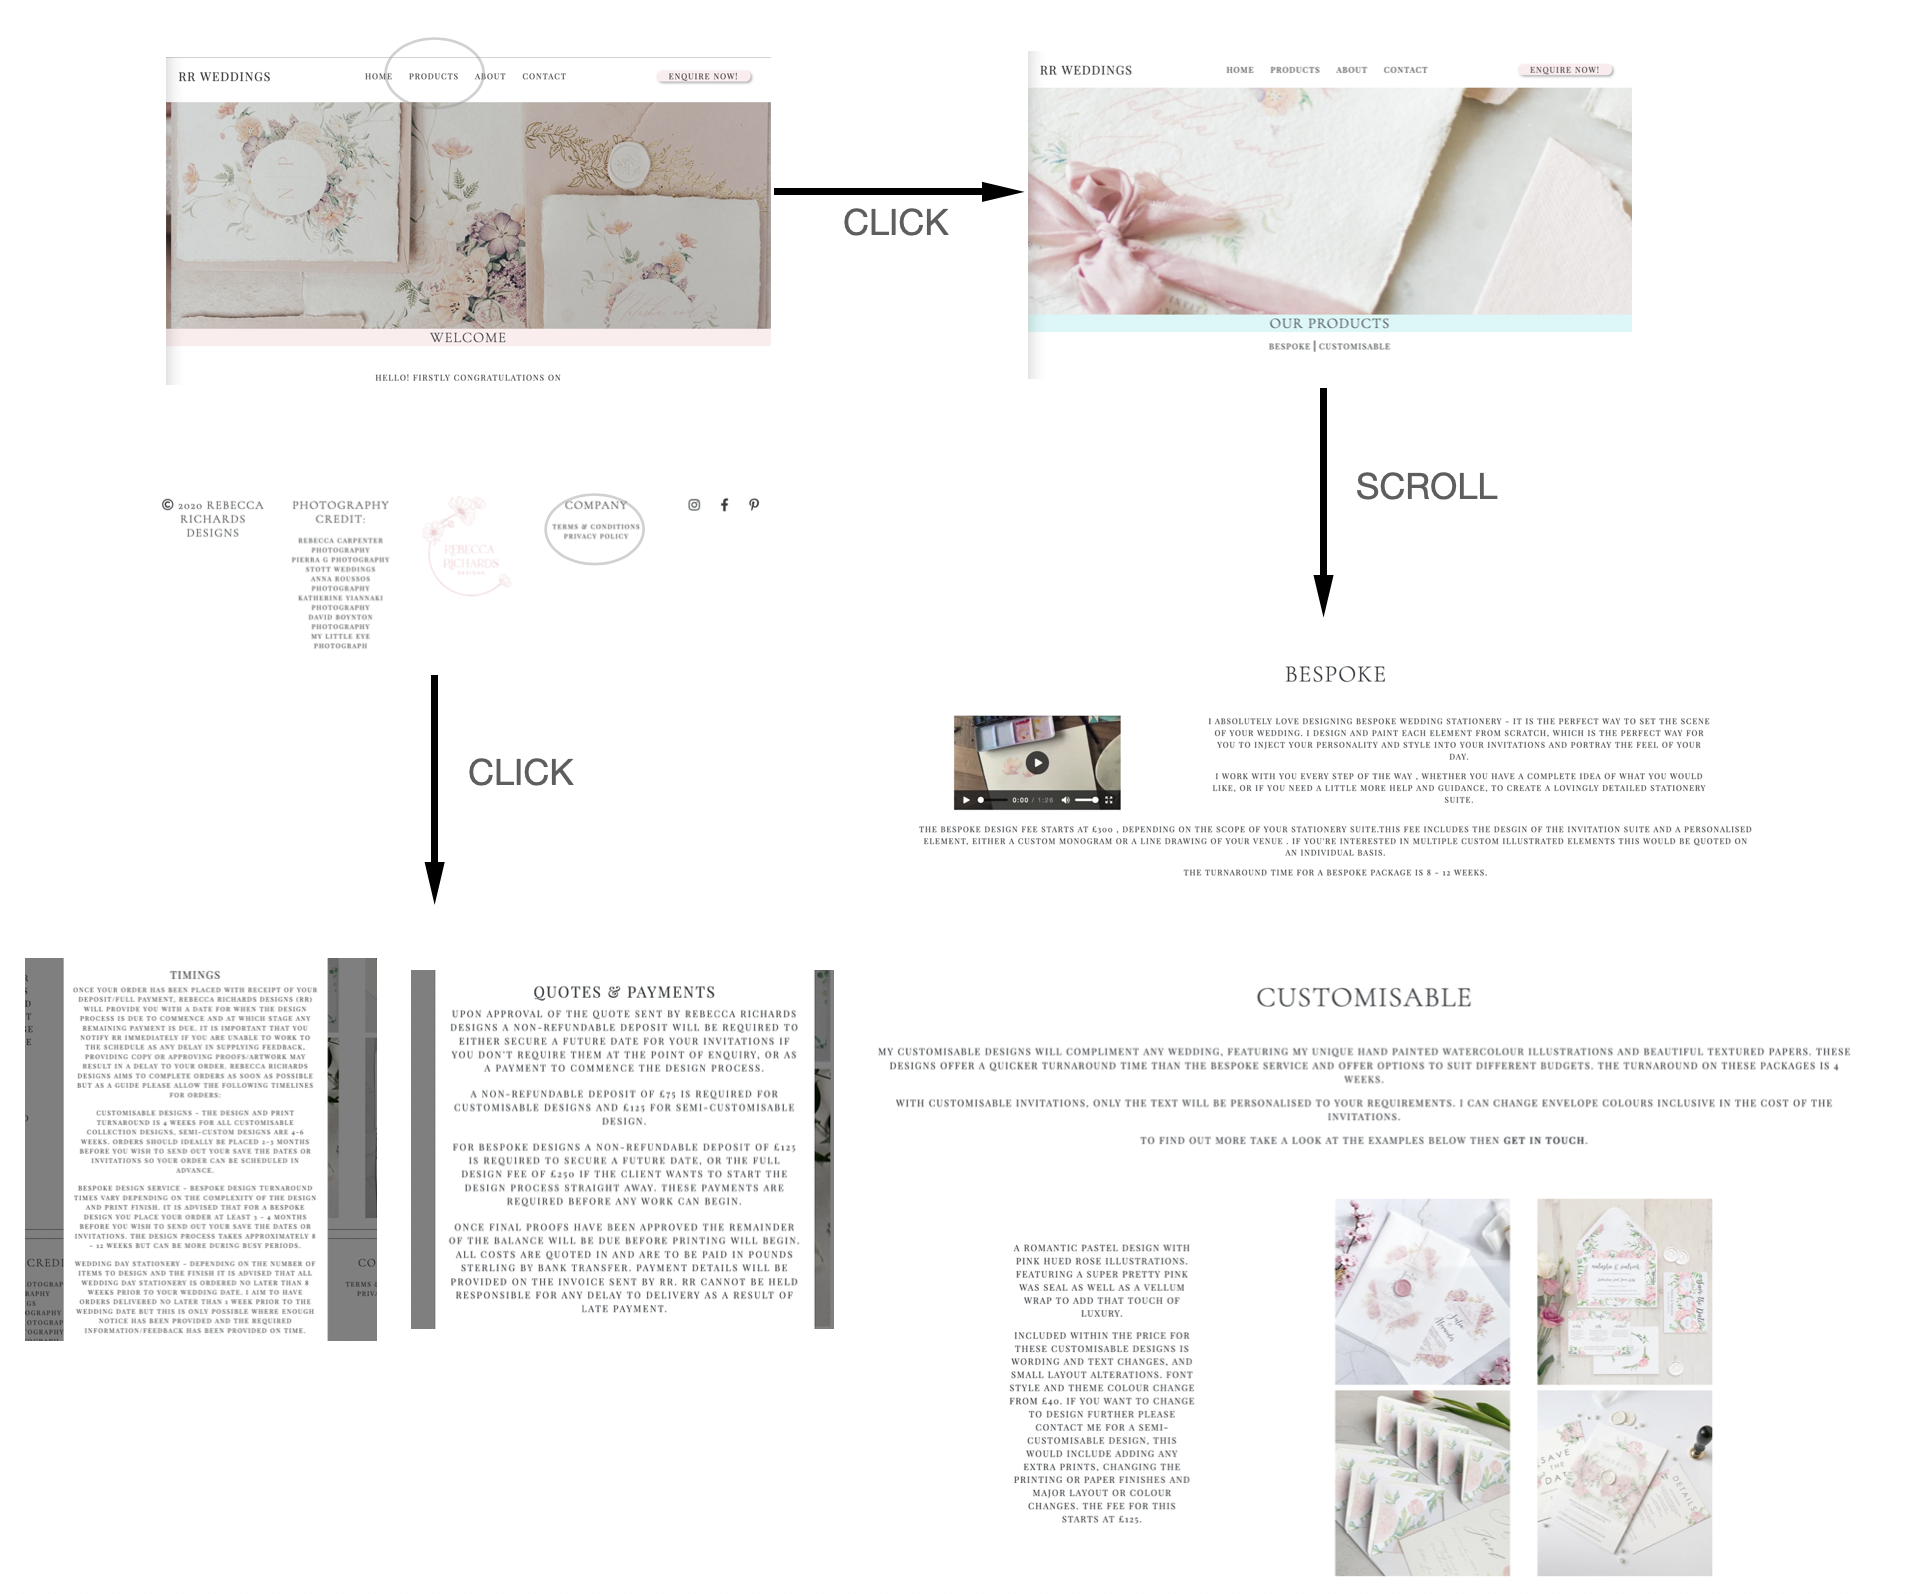 RR WEDDINGS
HOME PRODUCTS ABOUT CONTACT
ENQUIRE NOW!
WELCOME
HELLO! FIRSTLY CONGRATULATIONS ON
CLICK
RR WEDDINGS
HOME PRODUCTS ABOUT CONTACT
ENQUIRE NOW!
OUR PRODUCTS
BESPOKE | CUSTOMISABLE
SCROLL
© 2020 REBECCA
RICHARDS
DESIGNS
PHOTOGRAPHY
CREDIT:
REBECCA CARPENTER
PHOTOGRAPHY
PIERRA G PHOTOGRAPHY
STOTT WEDDINGS
ANNA ROUSSOS
PHOTOGRAPHY
KATHERINE YIANNAKI
PHOTOGRAPHY
DAVID BOYNTON
PHOTOGRAPHY
MY LITTLE EYE
PHOTOGRAPH
REBECCA
RICHARDS
DESIGNS
COMPANY
TERMS & CONDITIONS
PRIVACY POLICY
CLICK
BESPOKE
0:00 / 1:26
I ABSOLUTELY LOVE DESIGNING BESPOKE WEDDING STATIONERY - IT IS THE PERFECT WAY TO SET THE SCENE
OF YOUR WEDDING. I DESIGN AND PAINT EACH ELEMENT FROM SCRATCH, WHICH IS THE PERFECT WAY FOR
YOU TO INJECT YOUR PERSONALITY AND STYLE INTO YOUR INVITATIONS AND PORTRAY THE FEEL OF YOUR
DAY.
I WORK WITH YOU EVERY STEP OF THE WAY , WHETHER YOU HAVE A COMPLETE IDEA OF WHAT YOU WOULD
LIKE, OR IF YOU NEED A LITTLE MORE HELP AND GUIDANCE, TO CREATE A LOVINGLY DETAILED STATIONERY
SUITE.
THE BESPOKE DESIGN FEE STARTS AT £300 , DEPENDING ON THE SCOPE OF YOUR STATIONERY SUITE.THIS FEE INCLUDES THE DESGIN OF THE INVITATION SUITE AND A PERSONALISED
ELEMENT, EITHER A CUSTOM MONOGRAM OR A LINE DRAWING OF YOUR VENUE . IF YOU'RE INTERESTED IN MULTIPLE CUSTOM ILLUSTRATED ELEMENTS THIS WOULD BE QUOTED ON
AN INDIVIDUAL BASIS.
THE TURNAROUND TIME FOR A BESPOKE PACKAGE IS 8 - 12 WEEKS.
TIMINGS
ONCE YOUR ORDER HAS BEEN PLACED WITH RECEIPT OF YOUR
DEPOSIT/FULL PAYMENT, REBECCA RICHARDS DESIGNS (RR)
WILL PROVIDE YOU WITH A DATE FOR WHEN THE DESIGN
PROCESS IS DUE TO COMMENCE AND AT WHICH STAGE ANY
REMAINING PAYMENT IS DUE. IT IS IMPORTANT THAT YOU
NOTIFY RR IMMEDIATELY IF YOU ARE UNABLE TO WORK TO
THE SCHEDULE AS ANY DELAY IN SUPPLYING FEEDBACK,
PROVIDING COPY OR APPROVING PROOFS/ARTWORK MAY
RESULT IN A DELAY TO YOUR ORDER. REBECCA RICHARDS
DESIGNS AIMS TO COMPLETE ORDERS AS SOON AS POSSIBLE
BUT AS A GUIDE PLEASE ALLOW THE FOLLOWING TIMELINES
FOR ORDERS:
CUSTOMISABLE DESIGNS - THE DESIGN AND PRINT
TURNAROUND IS 4 WEEKS FOR ALL CUSTOMISABLE
COLLECTION DESIGNS, SEMI-CUSTOM DESIGNS ARE 4-6
WEEKS. ORDERS SHOULD IDEALLY BE PLACED 2-3 MONTHS
BEFORE YOU WISH TO SEND OUT YOUR SAVE THE DATES OR
INVITATIONS SO YOUR ORDER CAN BE SCHEDULED IN
ADVANCE.
BESPOKE DESIGN SERVICE - BESPOKE DESIGN TURNAROUND
TIMES VARY DEPENDING ON THE COMPLEXITY OF THE DESIGN
AND PRINT FINISH. IT IS ADVISED THAT FOR A BESPOKE
DESIGN YOU PLACE YOUR ORDER AT LEAST 3 - 4 MONTHS
BEFORE YOU WISH TO SEND OUT YOUR SAVE THE DATES OR
INVITATIONS. THE DESIGN PROCESS TAKES APPROXIMATELY 8
- 12 WEEKS BUT CAN BE MORE DURING BUSY PERIODS.
WEDDING DAY STATIONERY - DEPENDING ON THE NUMBER OF
ITEMS TO DESIGN AND THE FINISH IT IS ADVISED THAT ALL
WEDDING DAY STATIONERY IS ORDERED NO LATER THAN 8
WEEKS PRIOR TO YOUR WEDDING DATE. I AIM TO HAVE
ORDERS DELIVERED NO LATER THAN 1 WEEK PRIOR TO THE
WEDDING DATE BUT THIS IS ONLY POSSIBLE WHERE ENOUGH
NOTICE HAS BEEN PROVIDED AND THE REQUIRED
INFORMATION/FEEDBACK HAS BEEN PROVIDED ON TIME.
QUOTES & PAYMENTS
UPON APPROVAL OF THE QUOTE SENT BY REBECCA RICHARDS
DESIGNS A NON-REFUNDABLE DEPOSIT WILL BE REQUIRED TO
EITHER SECURE A FUTURE DATE FOR YOUR INVITATIONS IF
YOU DON'T REQUIRE THEM AT THE POINT OF ENQUIRY, OR AS
A PAYMENT TO COMMENCE THE DESIGN PROCESS.
A NON-REFUNDABLE DEPOSIT OF £75 IS REQUIRED FOR
CUSTOMISABLE DESIGNS AND £125 FOR SEMI-CUSTOMISABLE
DESIGN.
FOR BESPOKE DESIGNS A NON-REFUNDABLE DEPOSIT OF £125
IS REQUIRED TO SECURE A FUTURE DATE, OR THE FULL
DESIGN FEE OF £250 IF THE CLIENT WANTS TO START THE
DESIGN PROCESS STRAIGHT AWAY. THESE PAYMENTS ARE
REQUIRED BEFORE ANY WORK CAN BEGIN.
ONCE FINAL PROOFS HAVE BEEN APPROVED THE REMAINDER
OF THE BALANCE WILL BE DUE BEFORE PRINTING WILL BEGIN.
ALL COSTS ARE QUOTED IN AND ARE TO BE PAID IN POUNDS
STERLING BY BANK TRANSFER. PAYMENT DETAILS WILL BE
PROVIDED ON THE INVOICE SENT BY RR. RR CANNOT BE HELD
RESPONSIBLE FOR ANY DELAY TO DELIVERY AS A RESULT OF
LATE PAYMENT.
CUSTOMISABLE
MY CUSTOMISABLE DESIGNS WILL COMPLIMENT ANY WEDDING, FEATURING MY UNIQUE HAND PAINTED WATERCOLOUR ILLUSTRATIONS AND BEAUTIFUL TEXTURED PAPERS. THESE
DESIGNS OFFER A QUICKER TURNAROUND TIME THAN THE BESPOKE SERVICE AND OFFER OPTIONS TO SUIT DIFFERENT BUDGETS. THE TURNAROUND ON THESE PACKAGES IS 4
WEEKS.
WITH CUSTOMISABLE INVITATIONS, ONLY THE TEXT WILL BE PERSONALISED TO YOUR REQUIREMENTS. I CAN CHANGE ENVELOPE COLOURS INCLUSIVE IN THE COST OF THE
INVITATIONS.
TO FIND OUT MORE TAKE A LOOK AT THE EXAMPLES BELOW THEN GET IN TOUCH.
A ROMANTIC PASTEL DESIGN WITH
PINK HUED ROSE ILLUSTRATIONS.
FEATURING A SUPER PRETTY PINK
WAS SEAL AS WELL AS A VELLUM
WRAP TO ADD THAT TOUCH OF
LUXURY.
INCLUDED WITHIN THE PRICE FOR
THESE CUSTOMISABLE DESIGNS IS
WORDING AND TEXT CHANGES, AND
SMALL LAYOUT ALTERATIONS. FONT
STYLE AND THEME COLOUR CHANGE
FROM £40. IF YOU WANT TO CHANGE
TO DESIGN FURTHER PLEASE
CONTACT ME FOR A SEMI-
CUSTOMISABLE DESIGN, THIS
WOULD INCLUDE ADDING ANY
EXTRA PRINTS, CHANGING THE
PRINTING OR PAPER FINISHES AND
MAJOR LAYOUT OR COLOUR
CHANGES. THE FEE FOR THIS
STARTS AT £125.